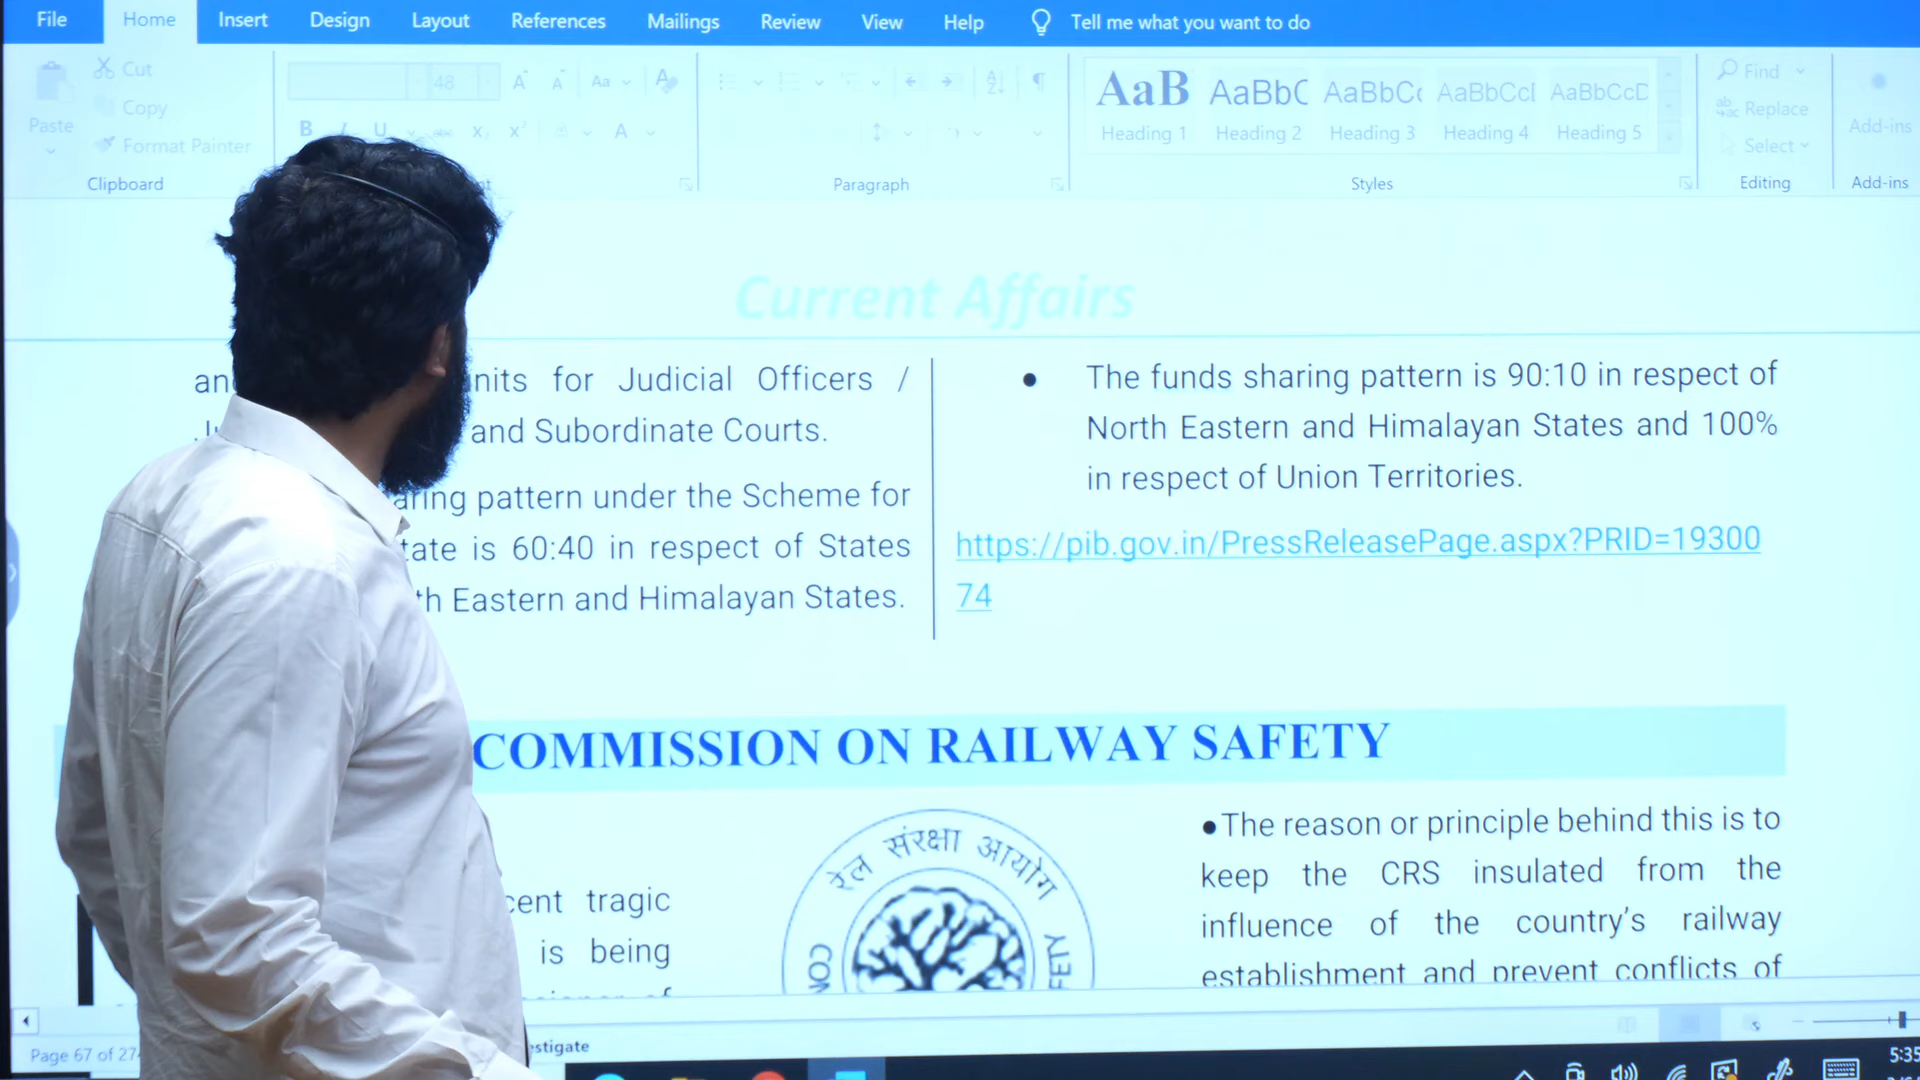 File Home Insert Design Layout References Mailings Review View Help Tell me what you want to do
Cut
Copy
Paste
Format Painter
Clipboard
48
Aa
B U
Paragraph
AaB AaBbC AaBbCc AaBbCcI AaBbCcD
Heading 1 Heading 2 Heading 3 Heading 4 Heading 5
Styles
Find
Replace
Select
Editing
Add-ins
Add-ins
Current Affairs
nits for Judicial Officers /
and Subordinate Courts.
aring pattern under the Scheme for
tate is 60:40 in respect of States
th Eastern and Himalayan States.
● The funds sharing pattern is 90:10 in respect of
North Eastern and Himalayan States and 100%
in respect of Union Territories.
https://pib.gov.in/PressReleasePage.aspx?PRID=19300
74
COMMISSION ON RAILWAY SAFETY
cent tragic
is being
रेल संरक्षा आयोग
COM
FETY
●The reason or principle behind this is to
keep the CRS insulated from the
influence of the country's railway
establishment and prevent conflicts of
Page 67 of 27
stigate
5:35